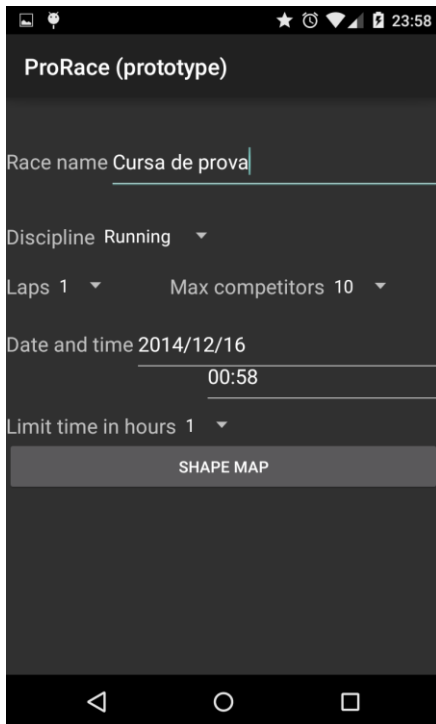 23:58
ProRace (prototype)
Race name Cursa de prova
Discipline Running
Laps 1 Max competitors 10
Date and time 2014/12/16
00:58
Limit time in hours 1
SHAPE MAP